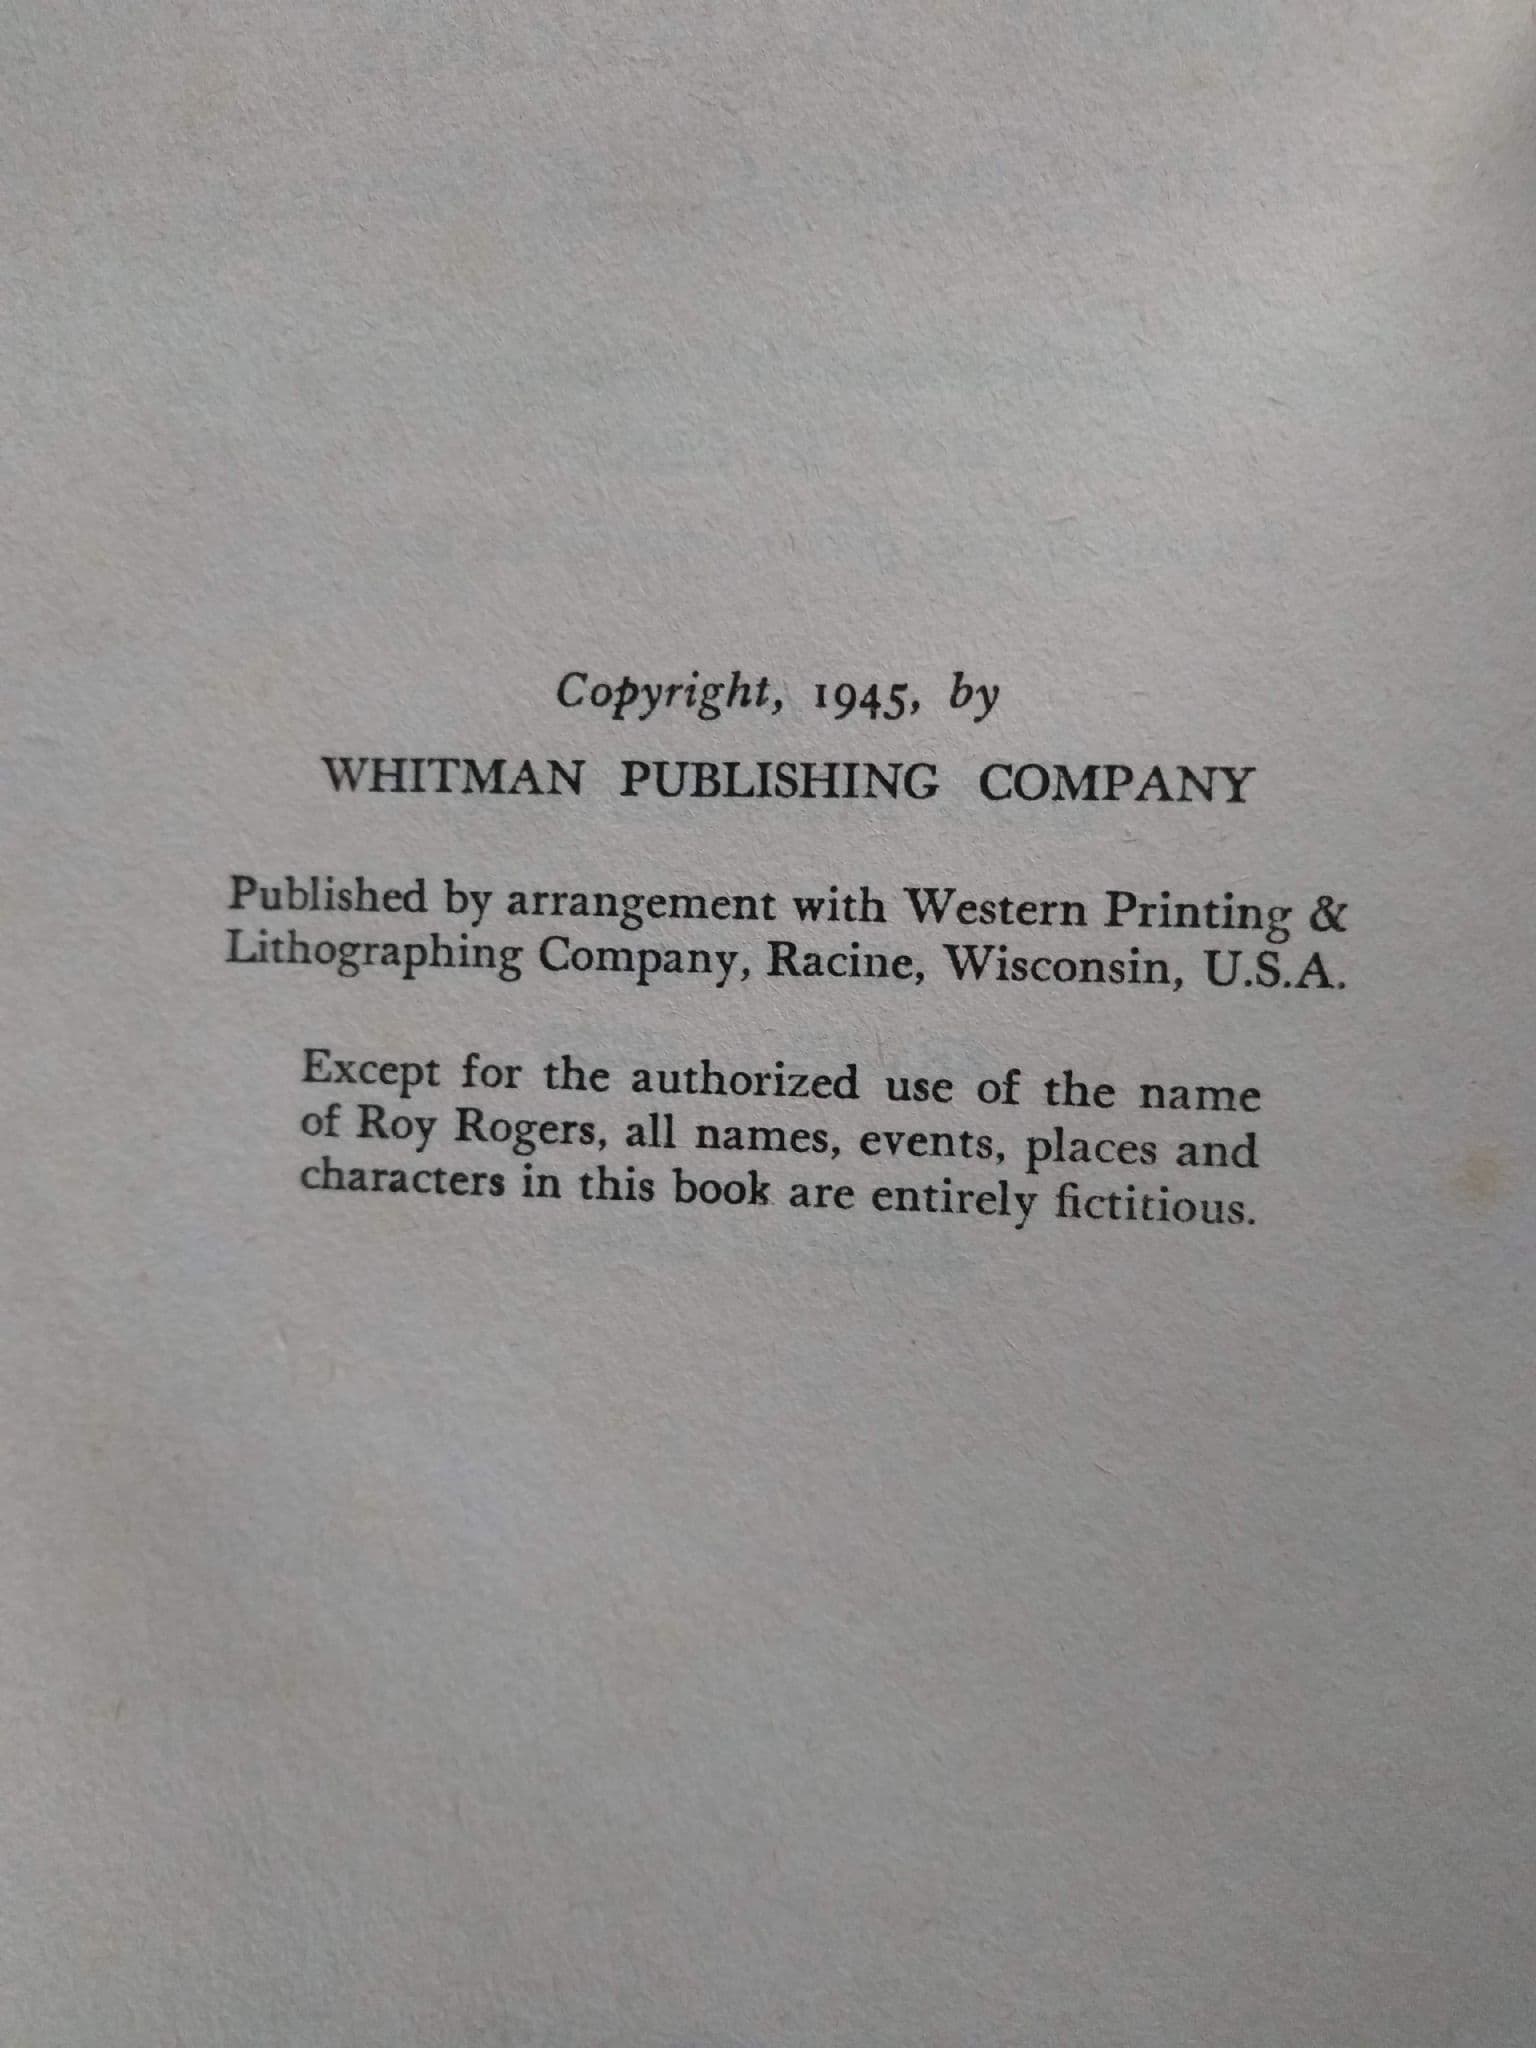 Copyright, 1945, by
WHITMAN PUBLISHING COMPANY
Published by arrangement with Western Printing &
Lithographing Company, Racine, Wisconsin, U.S.A.
Except for the authorized use of the name
of Roy Rogers, all names, events, places and
characters in this book are entirely fictitious.